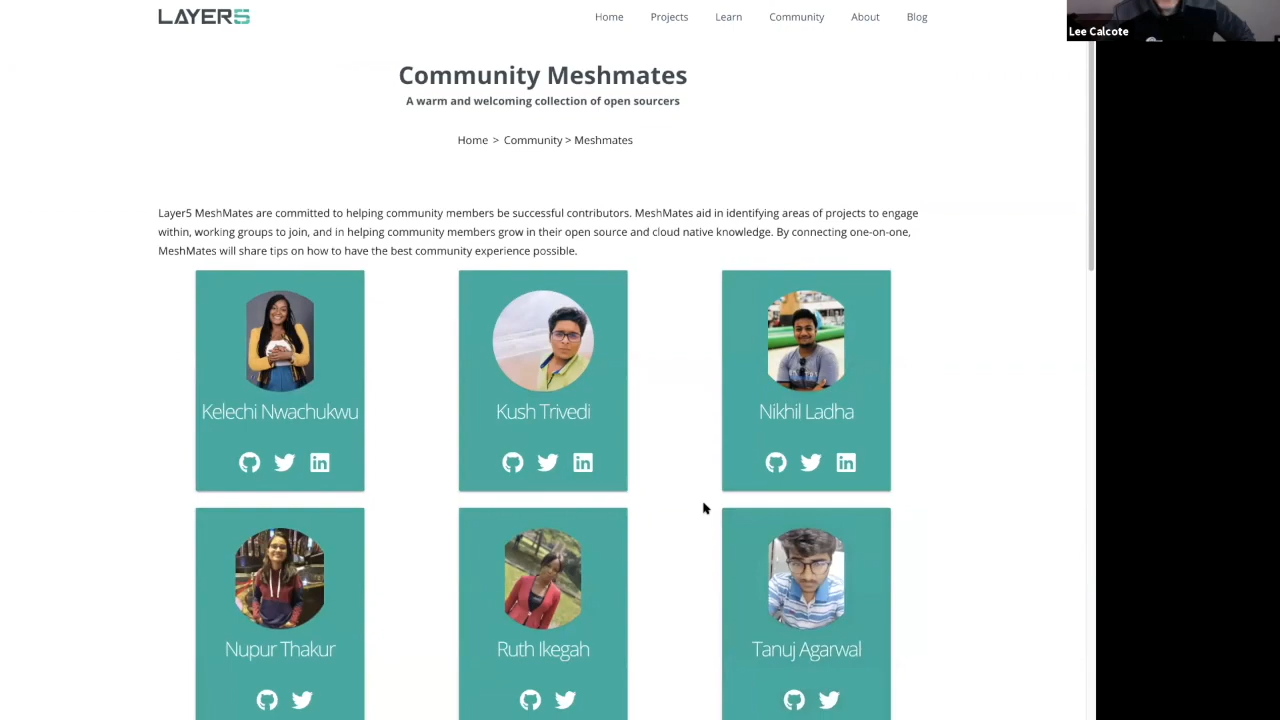 LAYER5
Home Projects Learn Community About Blog
Lee Calcote
Community Meshmates
A warm and welcoming collection of open sourcers
Home > Community > Meshmates
Layer5 MeshMates are committed to helping community members be successful contributors. MeshMates aid in identifying areas of projects to engage
within, working groups to join, and in helping community members grow in their open source and cloud native knowledge. By connecting one-on-one,
MeshMates will share tips on how to have the best community experience possible.
Kelechi Nwachukwu
Kush Trivedi
Nikhil Ladha
in
in
in
Nupur Thakur
Ruth Ikegah
Tanuj Agarwal